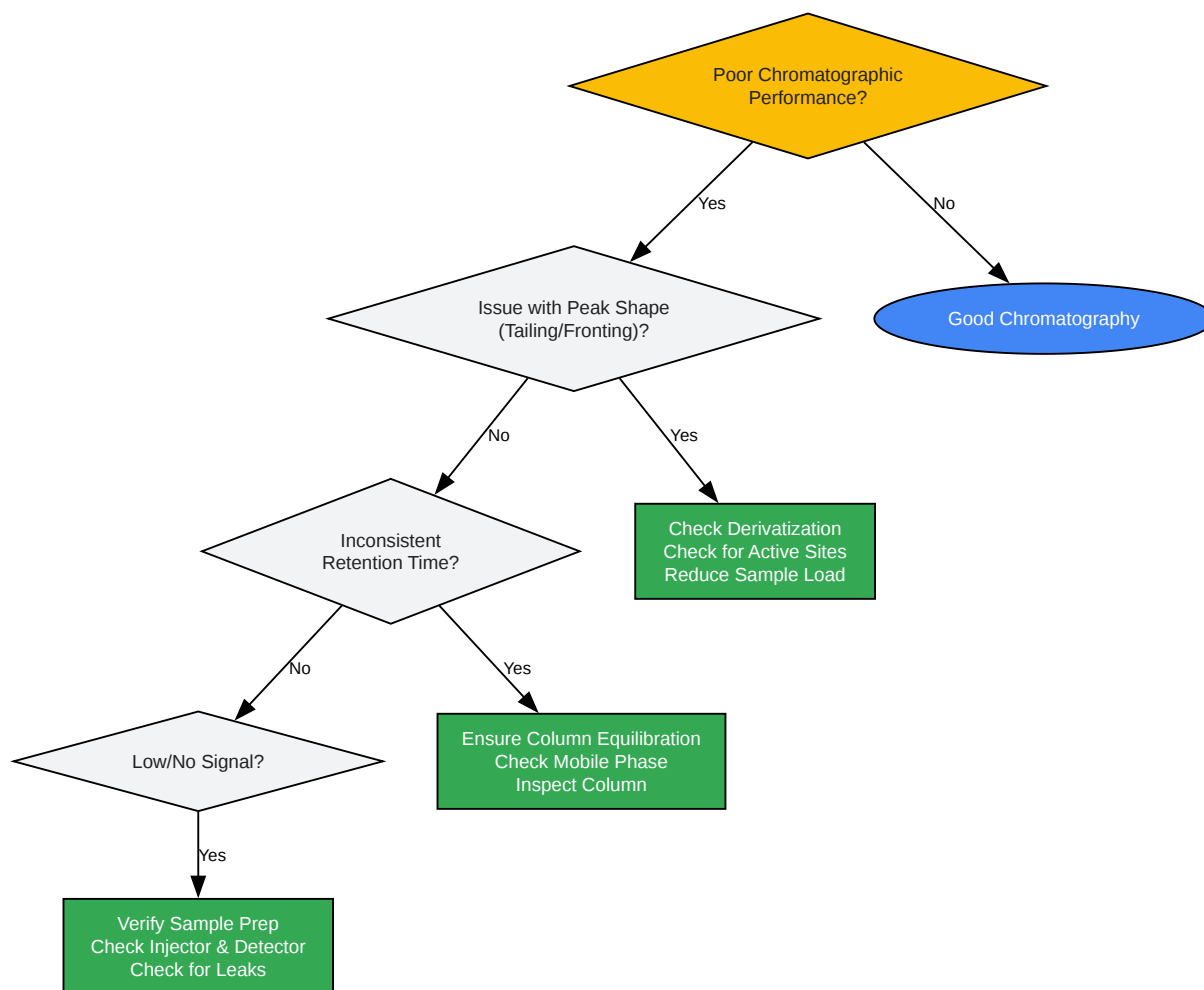 Poor Chromatographic
Performance?
Yes
No
Issue with Peak Shape
(Tailing/Fronting)?
Good Chromatography
No
Yes
Inconsistent
Retention Time?
Check Derivatization
Check for Active Sites
Reduce Sample Load
No
Yes
Low/No Signal?
Ensure Column Equilibration
Check Mobile Phase
Inspect Column
Yes
Verify Sample Prep
Check Injector & Detector
Check for Leaks